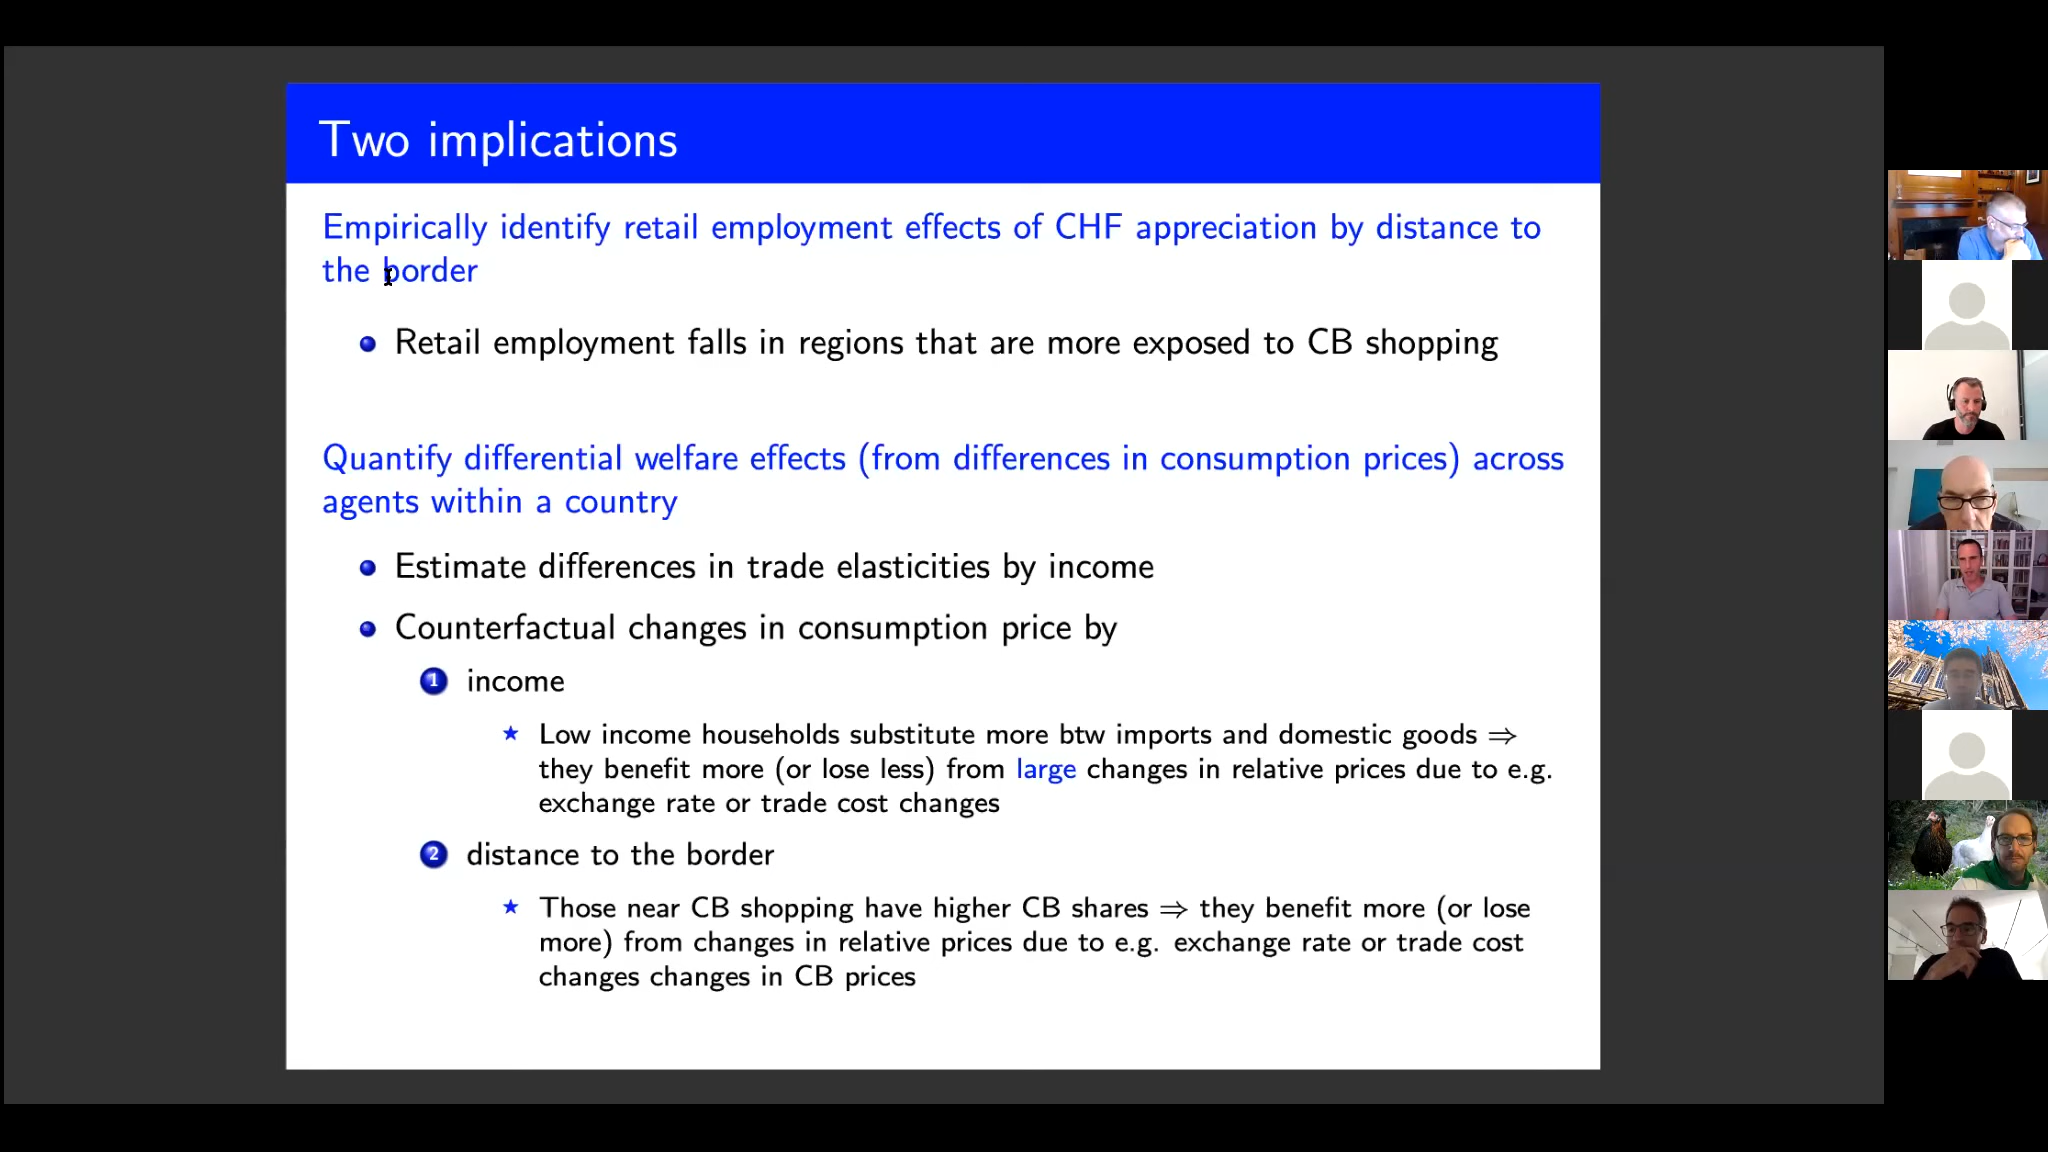 Two implications
Empirically identify retail employment effects of CHF appreciation by distance to
the border
• Retail employment falls in regions that are more exposed to CB shopping
Quantify differential welfare effects (from differences in consumption prices) across
agents within a country
• Estimate differences in trade elasticities by income
• Counterfactual changes in consumption price by
1 income
★ Low income households substitute more btw imports and domestic goods ⇒
they benefit more (or lose less) from large changes in relative prices due to e.g.
exchange rate or trade cost changes
2 distance to the border
★ Those near CB shopping have higher CB shares ⇒ they benefit more (or lose
more) from changes in relative prices due to e.g. exchange rate or trade cost
changes changes in CB prices